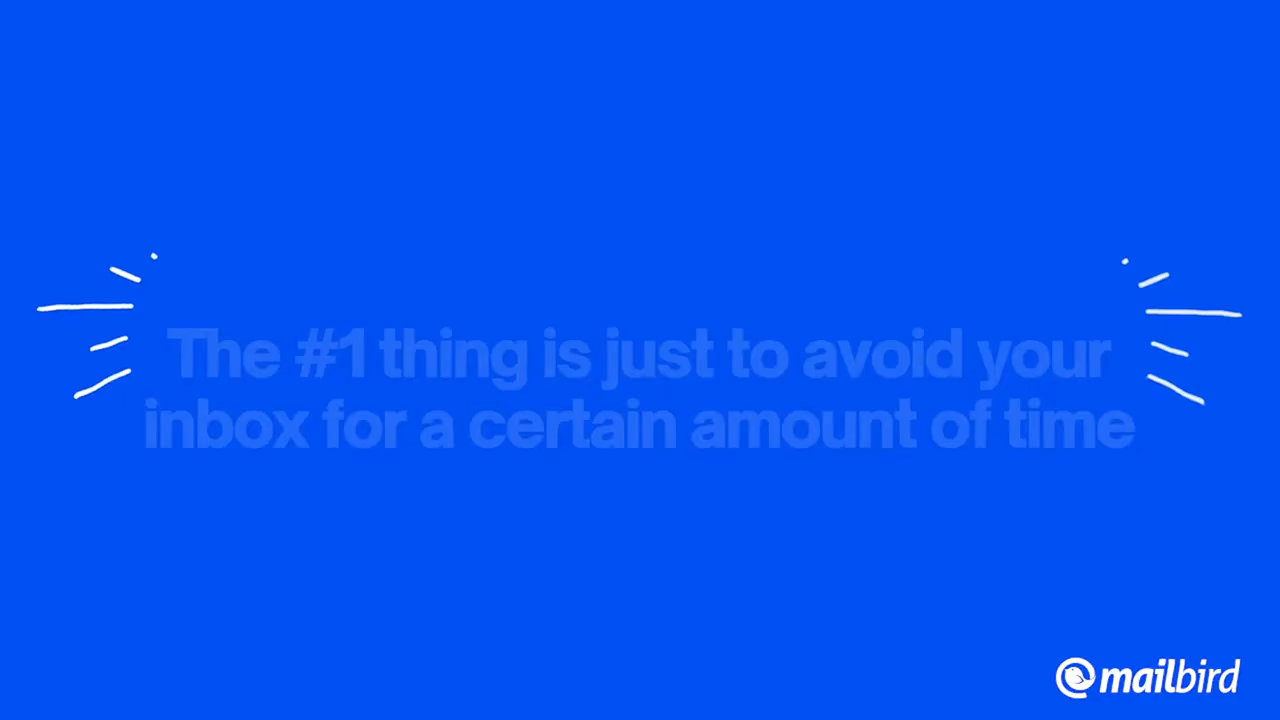 The #1 thing is just to avoid your
inbox for a certain amount of time
mailbird